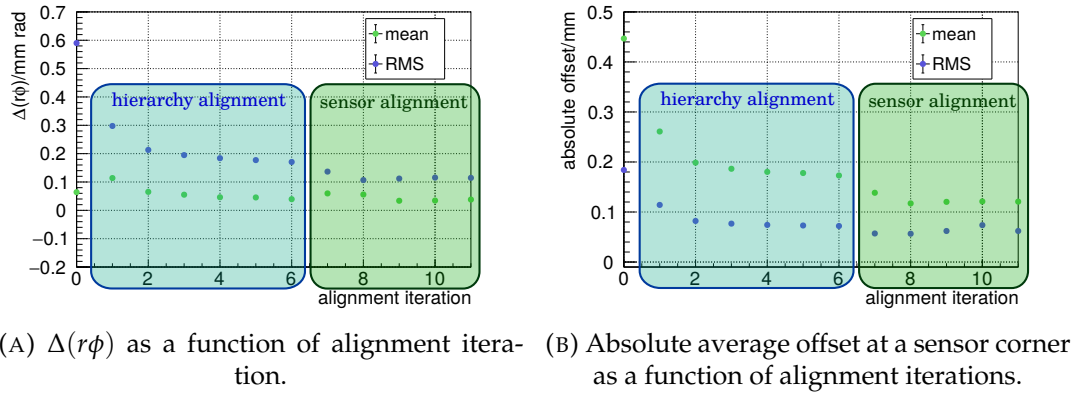 0.7
0.6
0.5
0.4
0.3
0.2
0.1
0
−0.1
−0.2
Δ(rφ)/mm rad
mean
RMS
hierarchy alignment
sensor alignment
0 2 4 6 8 10
alignment iteration
(A) Δ(rϕ) as a function of alignment itera-
tion.
0.5
0.4
0.3
0.2
0.1
0
absolute offset/mm
mean
RMS
hierarchy alignment
sensor alignment
0 2 4 6 8 10
alignment iteration
(B) Absolute average offset at a sensor corner
as a function of alignment iterations.